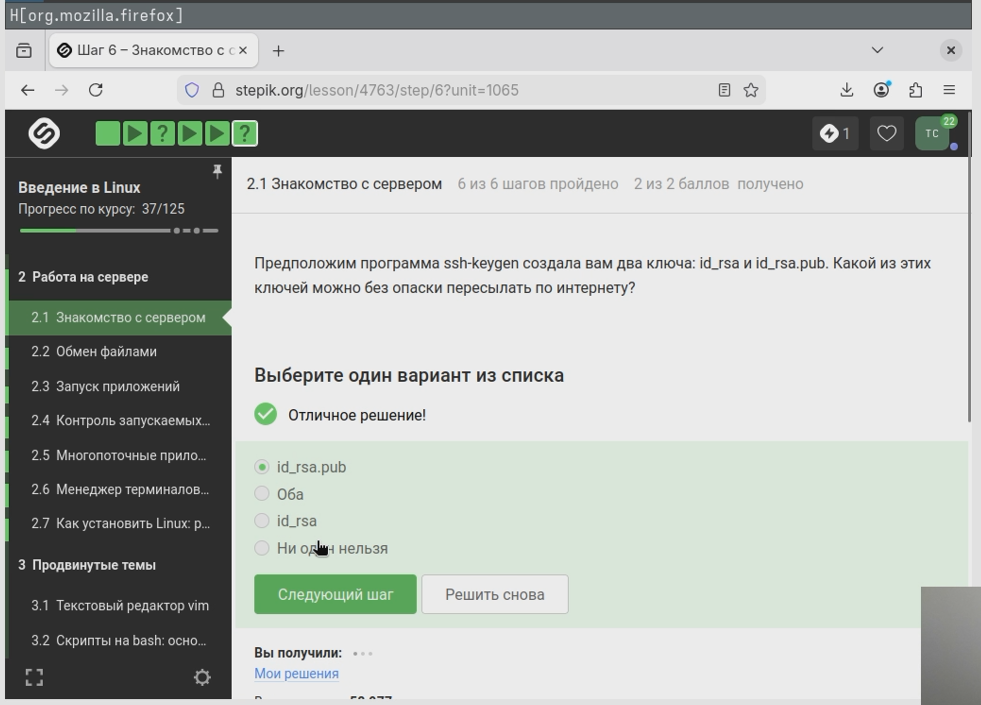 H[org.mozilla.firefox]
Шаг 6 – Знакомство с с
stepik.org/lesson/4763/step/6?unit=1065
? ?
1
TC
22
Введение в Linux
Прогресс по курсу: 37/125
2 Работа на сервере
2.1 Знакомство с сервером
2.2 Обмен файлами
2.3 Запуск приложений
2.4 Контроль запускаемых...
2.5 Многопоточные прило...
2.6 Менеджер терминалов...
2.7 Как установить Linux: р...
3 Продвинутые темы
3.1 Текстовый редактор vim
3.2 Скрипты на bash: осно...
2.1 Знакомство с сервером 6 из 6 шагов пройдено 2 из 2 баллов получено
Предположим программа ssh-keygen создала вам два ключа: id_rsa и id_rsa.pub. Какой из этих
ключей можно без опаски пересылать по интернету?
Выберите один вариант из списка
Отличное решение!
id_rsa.pub
Оба
id_rsa
Ни один нельзя
Следующий шаг Решить снова
Вы получили:
Мои решения